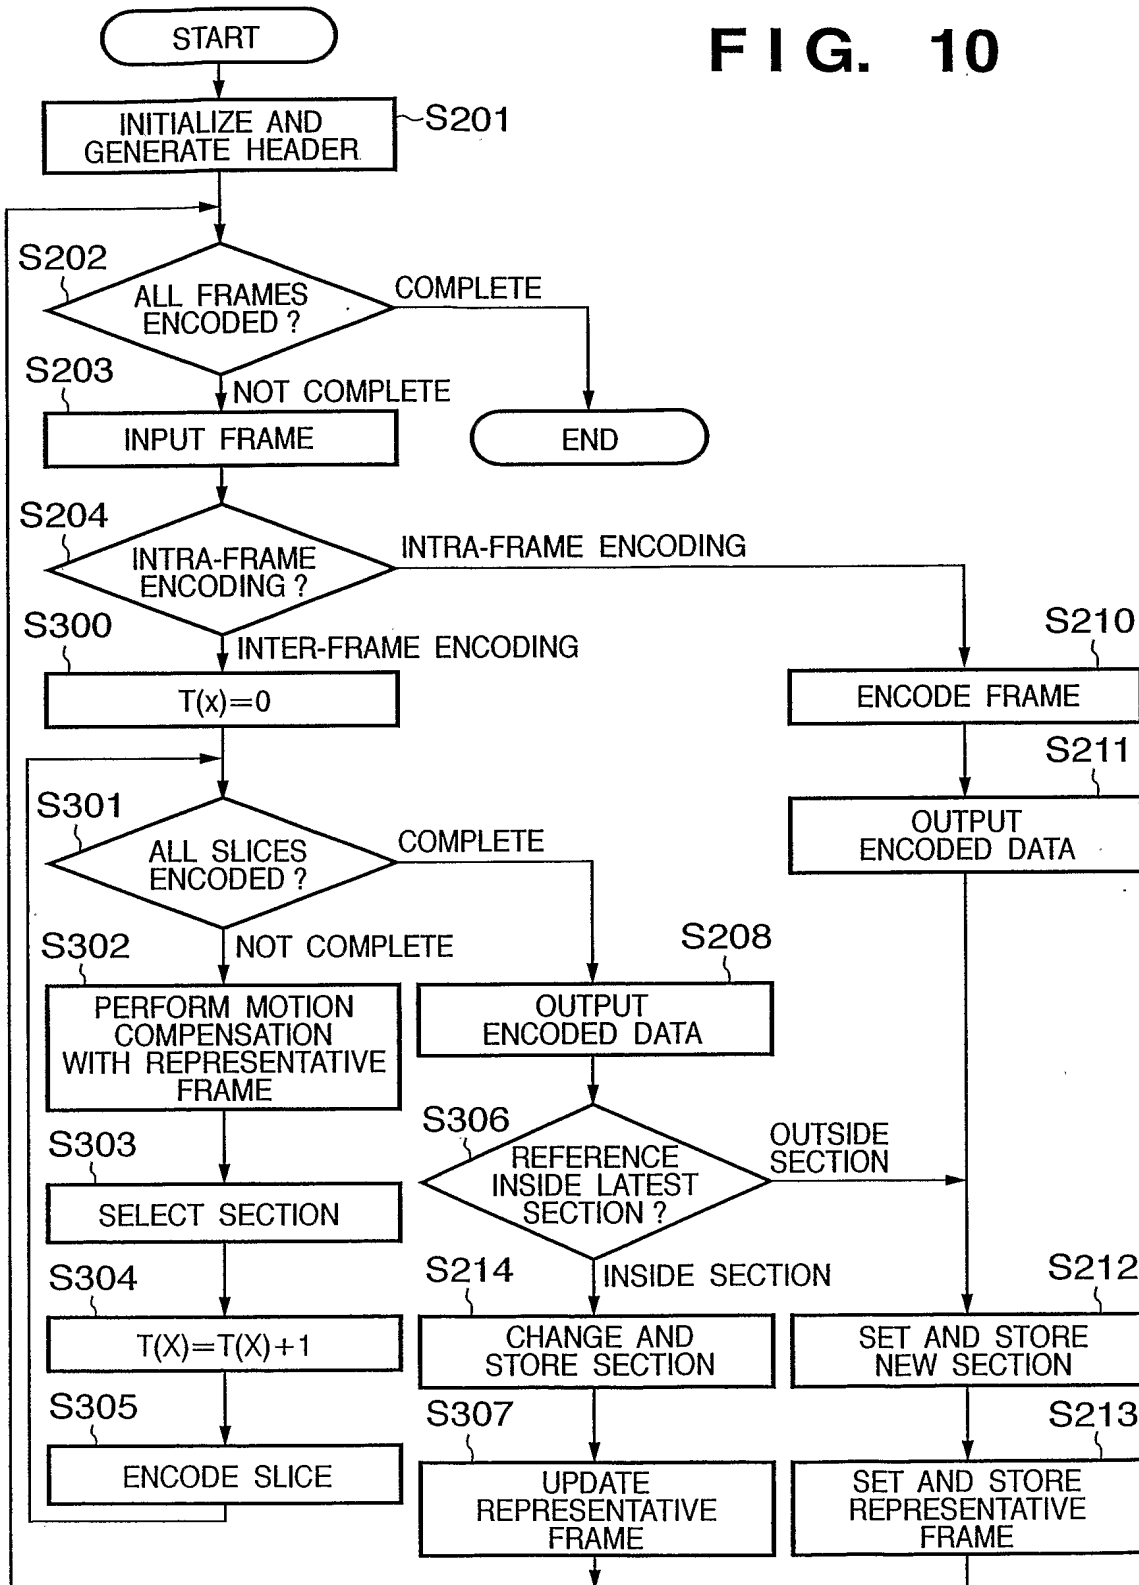 FIG. 10
START
INITIALIZE AND
GENERATE HEADER
S201
S202
ALL FRAMES
ENCODED?
COMPLETE
S203
NOT COMPLETE
INPUT FRAME
END
S204
INTRA-FRAME
ENCODING?
INTRA-FRAME ENCODING
S300
INTER-FRAME ENCODING
T(x)=0
S210
ENCODE FRAME
S211
OUTPUT
ENCODED DATA
S301
ALL SLICES
ENCODED?
COMPLETE
S302
NOT COMPLETE
PERFORM MOTION
COMPENSATION
WITH REPRESENTATIVE
FRAME
S208
OUTPUT
ENCODED DATA
S303
SELECT SECTION
S306
REFERENCE
INSIDE LATEST
SECTION?
OUTSIDE
SECTION
S304
T(X)=T(X)+1
S214
INSIDE SECTION
CHANGE AND
STORE SECTION
S212
SET AND STORE
NEW SECTION
S305
ENCODE SLICE
S307
UPDATE
REPRESENTATIVE
FRAME
S213
SET AND STORE
REPRESENTATIVE
FRAME